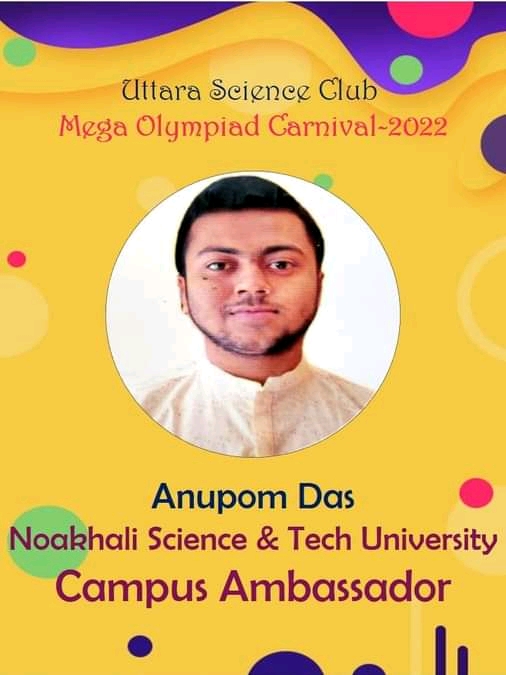 Uttara Science Club
Mega Olympiad Carnival-2022
Anupom Das
Noakhali Science & Tech University
Campus Ambassador